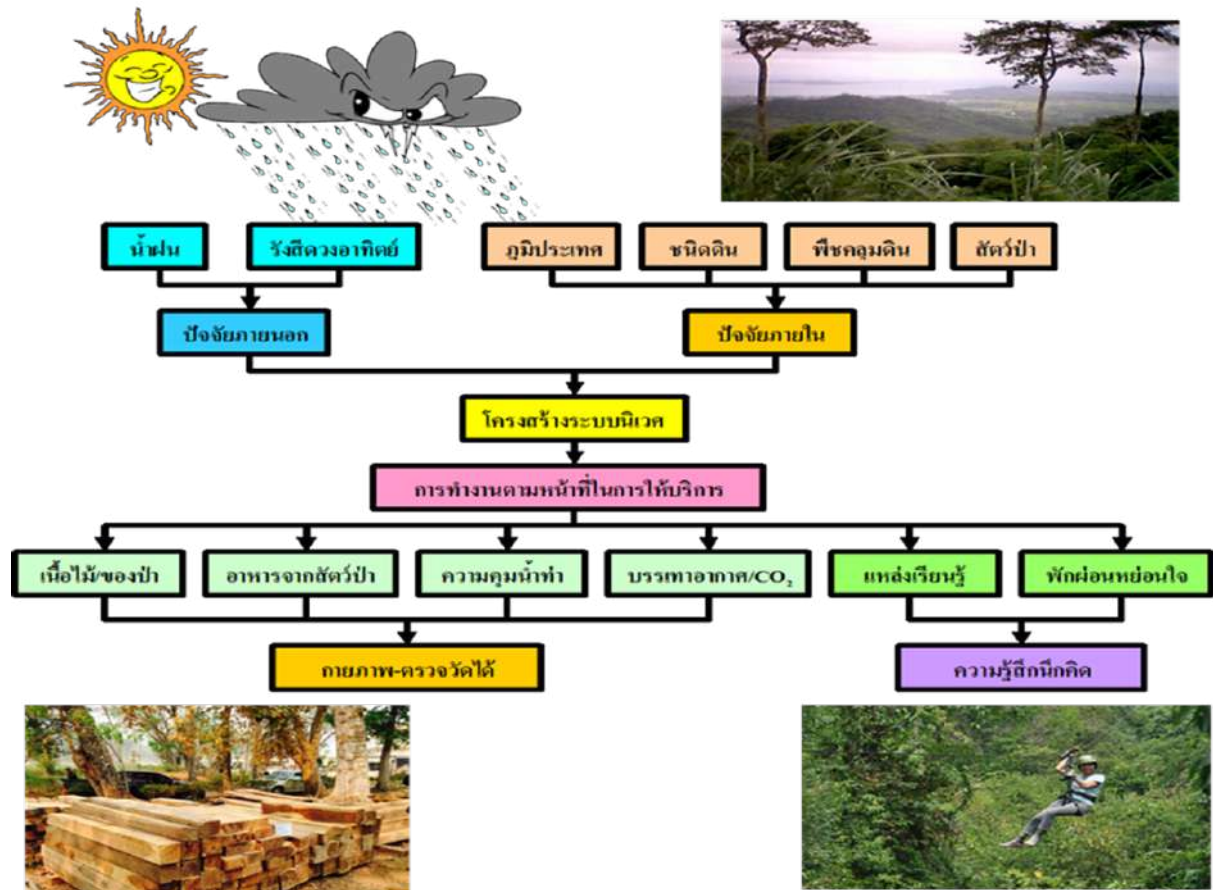 น้ำฝน
รังสีดวงอาทิตย์
ภูมิประเทศ
ชนิดดิน
พืชคลุมดิน
สัตว์ป่า
ปัจจัยภายนอก
ปัจจัยภายใน
โครงสร้างระบบนิเวศ
การทำงานตามหน้าที่ในการให้บริการ
เนื้อไม้/ของป่า
อาหารจากสัตว์ป่า
ควาฒคุมน้ำท่า
บรรเทาอากาศ/CO₂
แหล่งเรียนรู้
พักผ่อนหย่อนใจ
กายภาพ-ตรวจวัดได้
ความรู้สึกนึกคิด